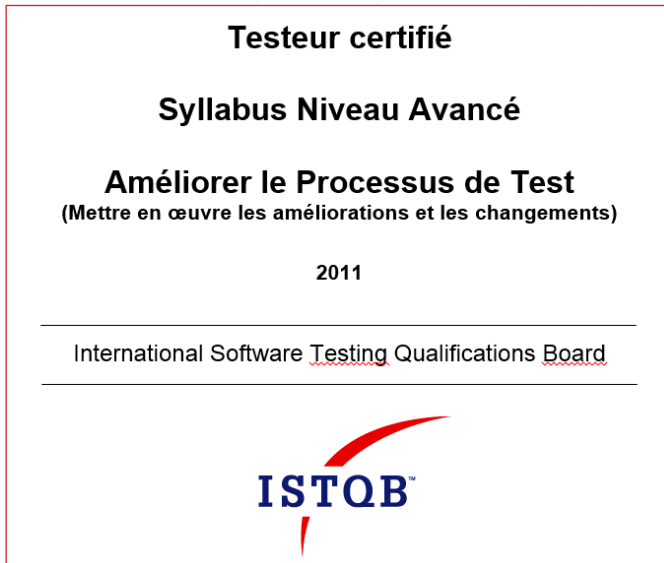 Testeur certifié
Syllabus Niveau Avancé
Améliorer le Processus de Test
(Mettre en œuvre les améliorations et les changements)
2011
International Software Testing Qualifications Board
ISTQB™